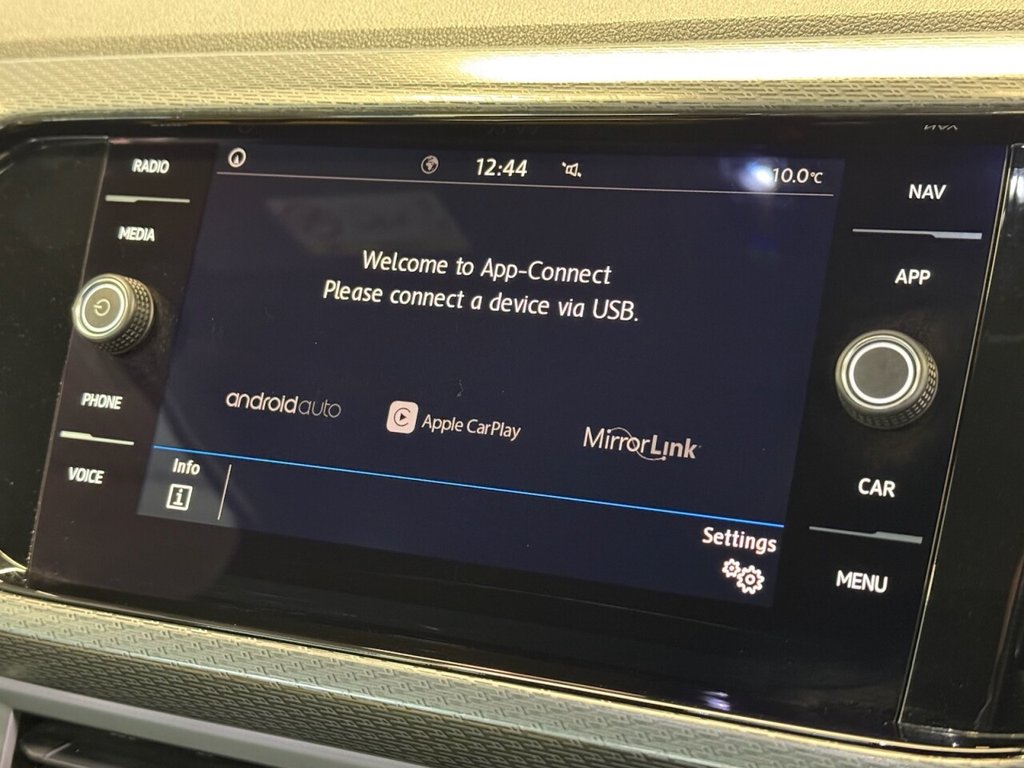 RADIO
MEDIA
PHONE
VOICE
12:44
10.0°C
Welcome to App-Connect
Please connect a device via USB.
androidauto
Apple CarPlay
MirrorLink
Info
i
Settings
NAV
APP
CAR
MENU